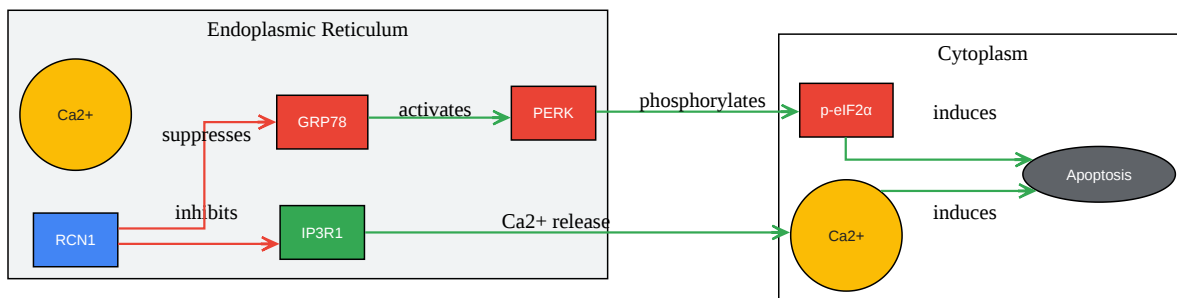 Endoplasmic Reticulum
Cytoplasm
Ca2+
suppresses
GRP78
activates
PERK
phosphorylates
p-eIF2α
induces
Apoptosis
RCN1
inhibits
IP3R1
Ca2+ release
Ca2+
induces